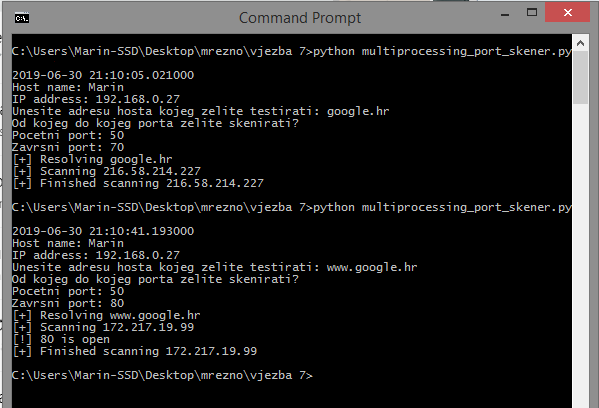 Command Prompt
C:\Users\Marin-SSD\Desktop\mrezno\vjezba 7>python multiprocessing_port_skener.py
2019-06-30 21:10:05.021000
Host name: Marin
IP address: 192.168.0.27
Unesite adresu hosta kojeg zelite testirati: google.hr
Od kojeg do kojeg porta zelite skenirati?
Pocetni port: 50
Zavrsni port: 70
[+] Resolving google.hr
[+] Scanning 216.58.214.227
[+] Finished scanning 216.58.214.227
C:\Users\Marin-SSD\Desktop\mrezno\vjezba 7>python multiprocessing_port_skener.py
2019-06-30 21:10:41.193000
Host name: Marin
IP address: 192.168.0.27
Unesite adresu hosta kojeg zelite testirati: www.google.hr
Od kojeg do kojeg porta zelite skenirati?
Pocetni port: 50
Zavrsni port: 80
[+] Resolving www.google.hr
[+] Scanning 172.217.19.99
[!] 80 is open
[+] Finished scanning 172.217.19.99
C:\Users\Marin-SSD\Desktop\mrezno\vjezba 7>